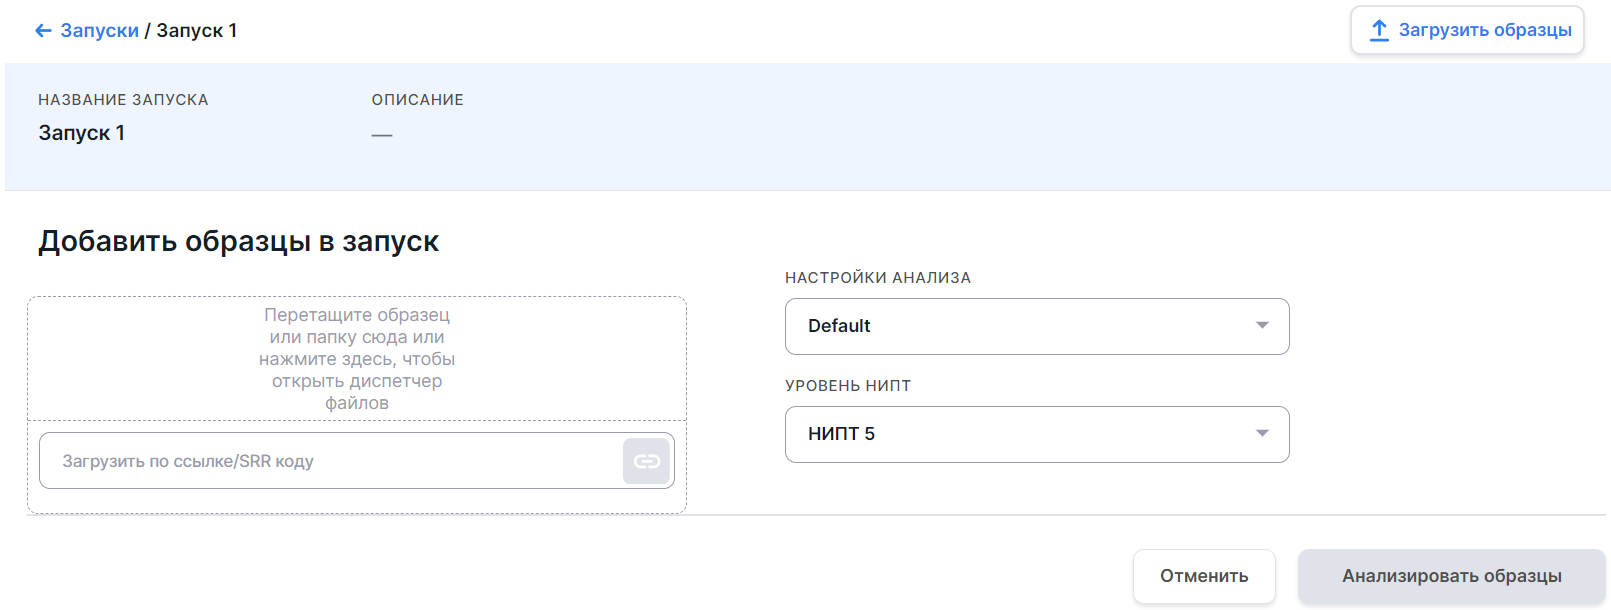 Запуски / Запуск 1
Загрузить образцы
НАЗВАНИЕ ЗАПУСКА
Запуск 1
ОПИСАНИЕ
—
Добавить образцы в запуск
Перетащите образец
или папку сюда или
нажмите здесь, чтобы
открыть диспетчер
файлов
Загрузить по ссылке/SRR коду
НАСТРОЙКИ АНАЛИЗА
Default
УРОВЕНЬ НИПТ
НИПТ 5
Отменить
Анализировать образцы